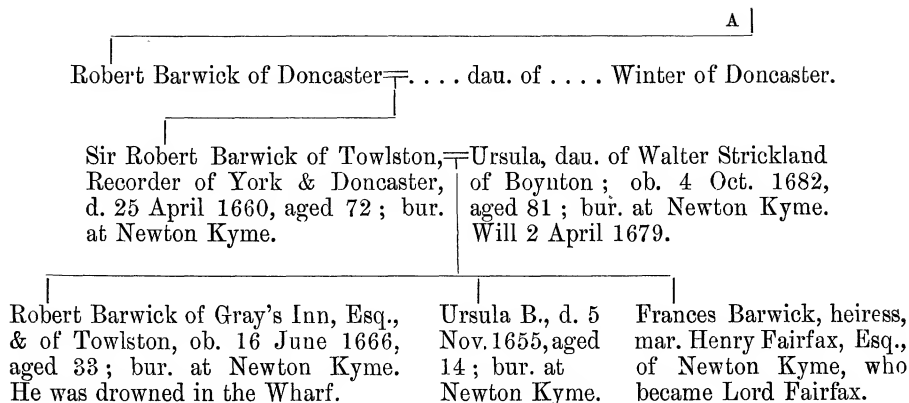 A
Robert Barwick of Doncaster=. . . . dau. of . . . . Winter of Doncaster.
Sir Robert Barwick of Towlston,=
Recorder of York & Doncaster,
d. 25 April 1660, aged 72 ; bur.
at Newton Kyme.
Ursula, dau. of Walter Strickland
of Boynton ; ob. 4 Oct. 1682,
aged 81 ; bur. at Newton Kyme.
Will 2 April 1679.
Robert Barwick of Gray's Inn, Esq.,
& of Towlston, ob. 16 June 1666,
aged 33 ; bur. at Newton Kyme.
He was drowned in the Wharf.
Ursula B., d. 5
Nov. 1655, aged
14 ; bur. at
Newton Kyme.
Frances Barwick, heiress,
mar. Henry Fairfax, Esq.,
of Newton Kyme, who
became Lord Fairfax.